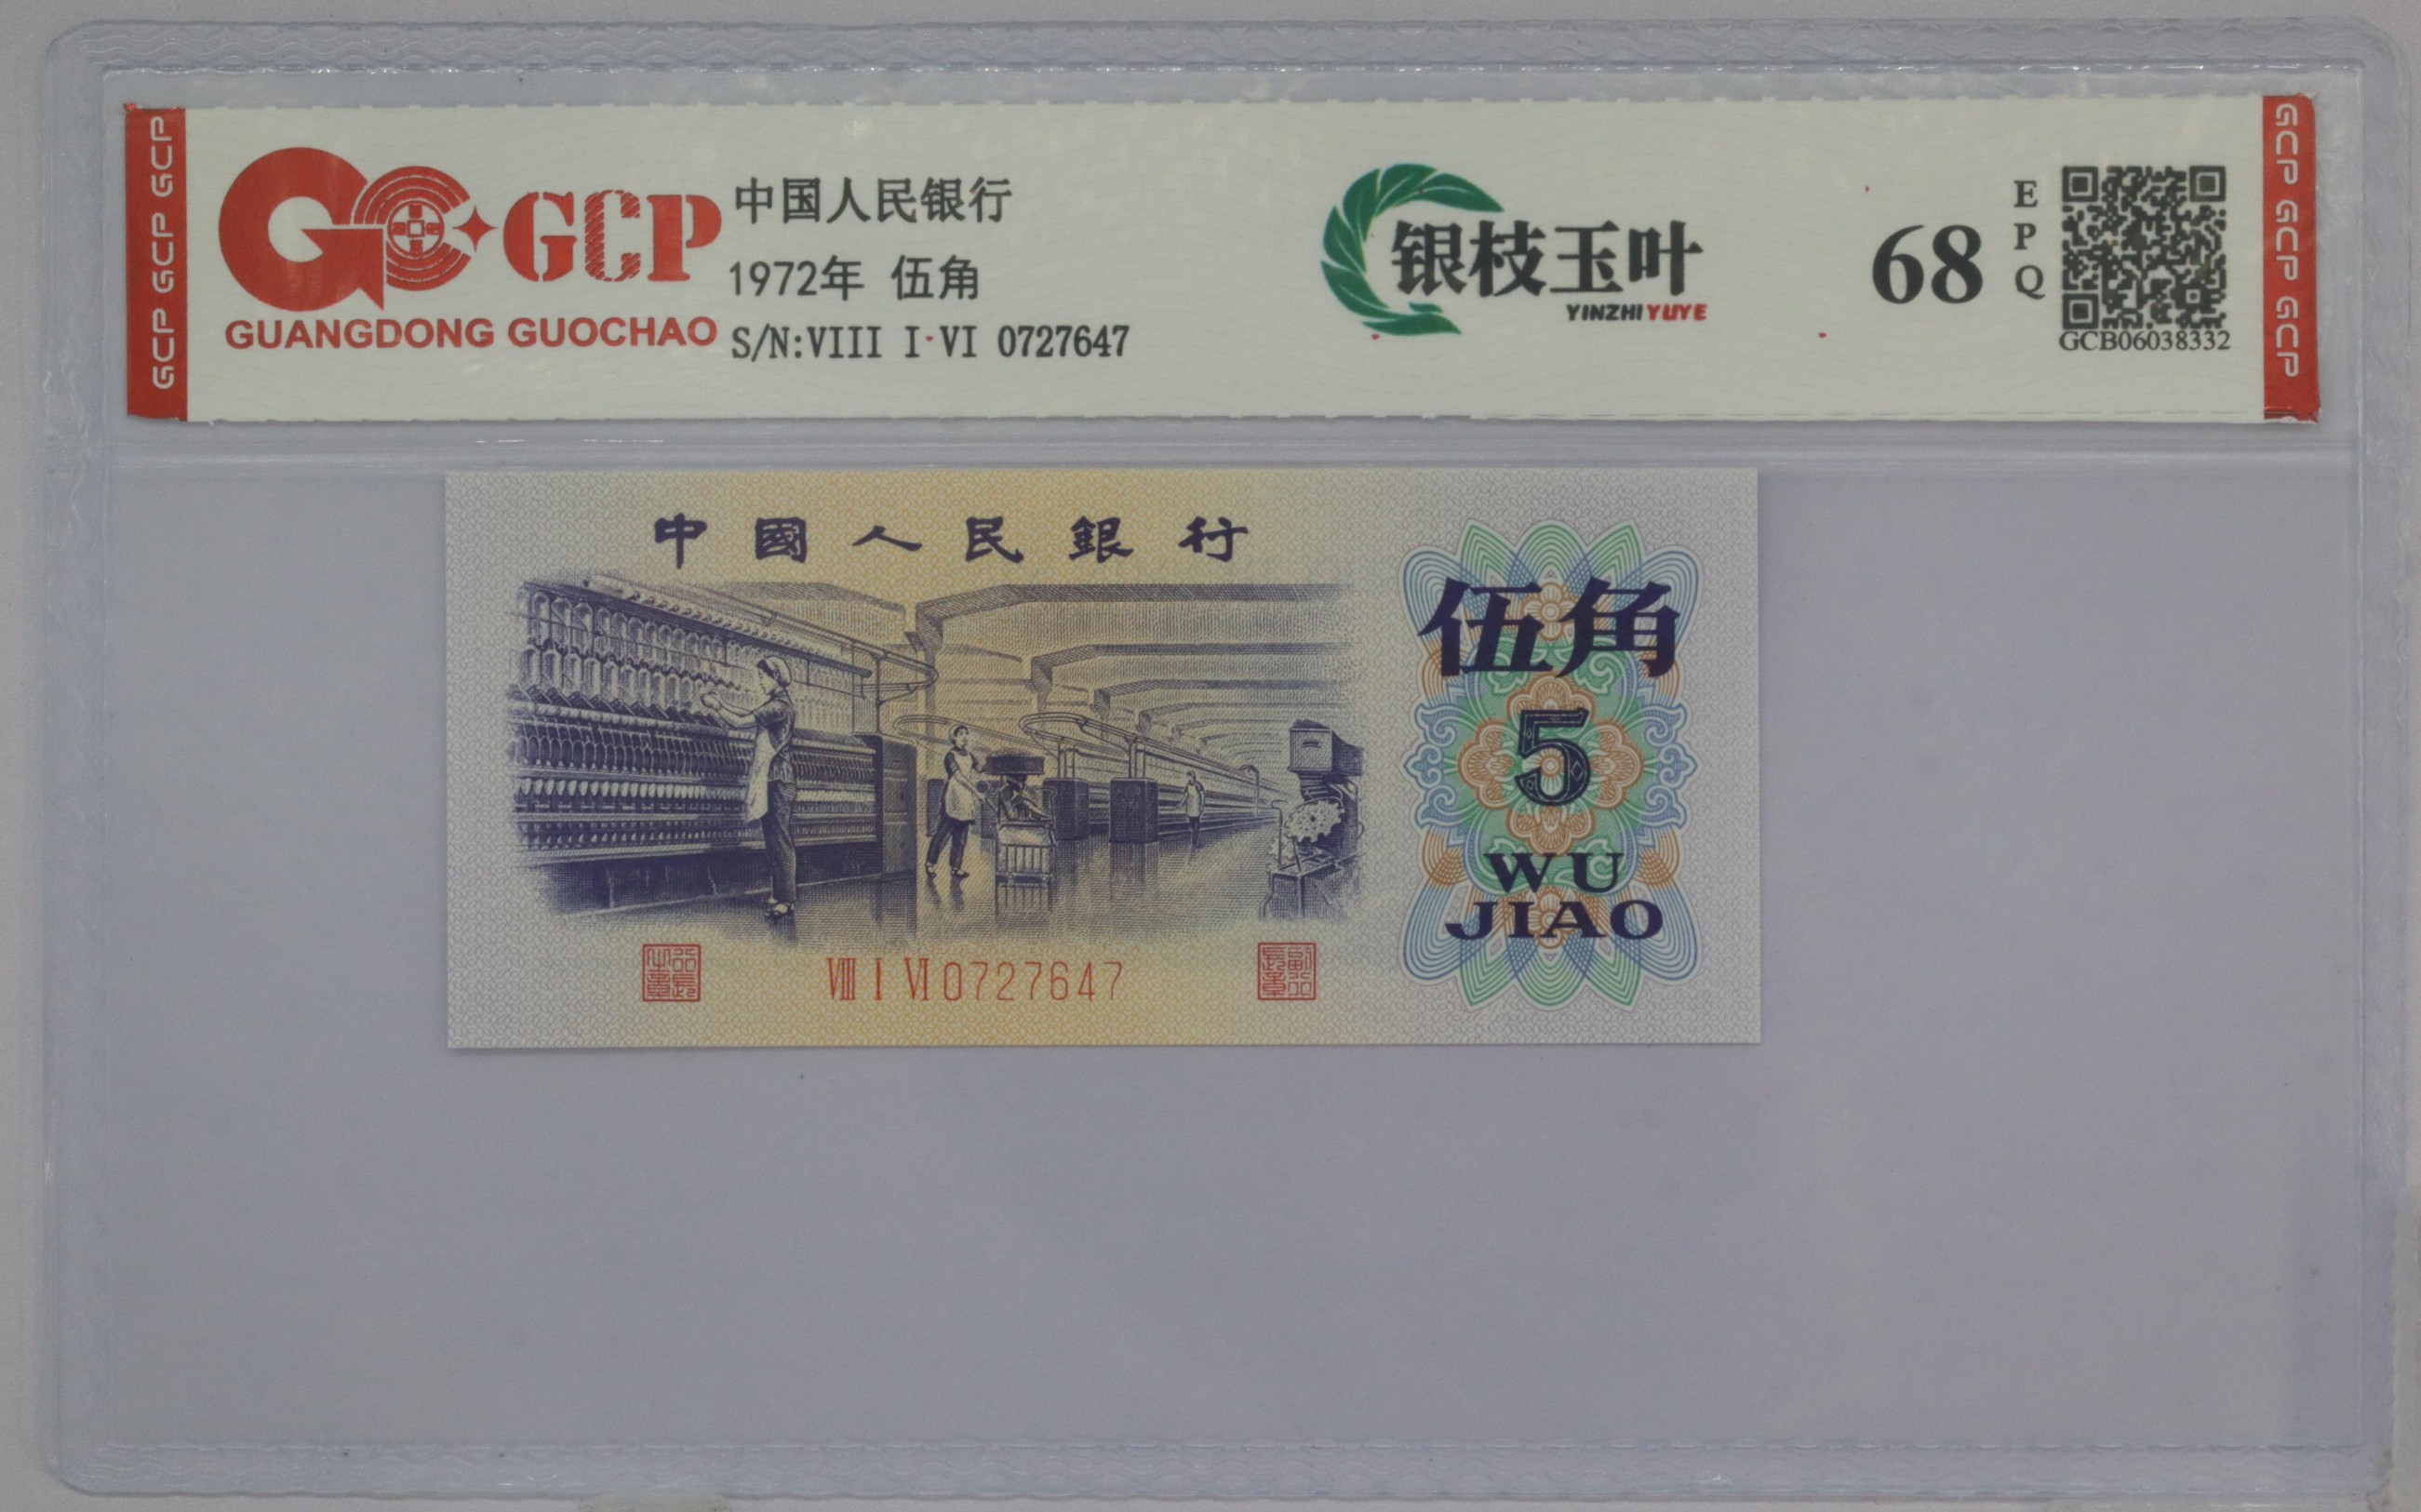 GCP GCP GCP
GCP
GUANGDONG GUOCHAO
中国人民银行
1972年 伍角
S/N:VIII I·VI 0727647
银枝玉叶
YINZHI YUYE
68
EPQ
GCB06038332
GCP GCP GCP
中國人民銀行
伍角
5
WU
JIAO
VIII I VI 0727647